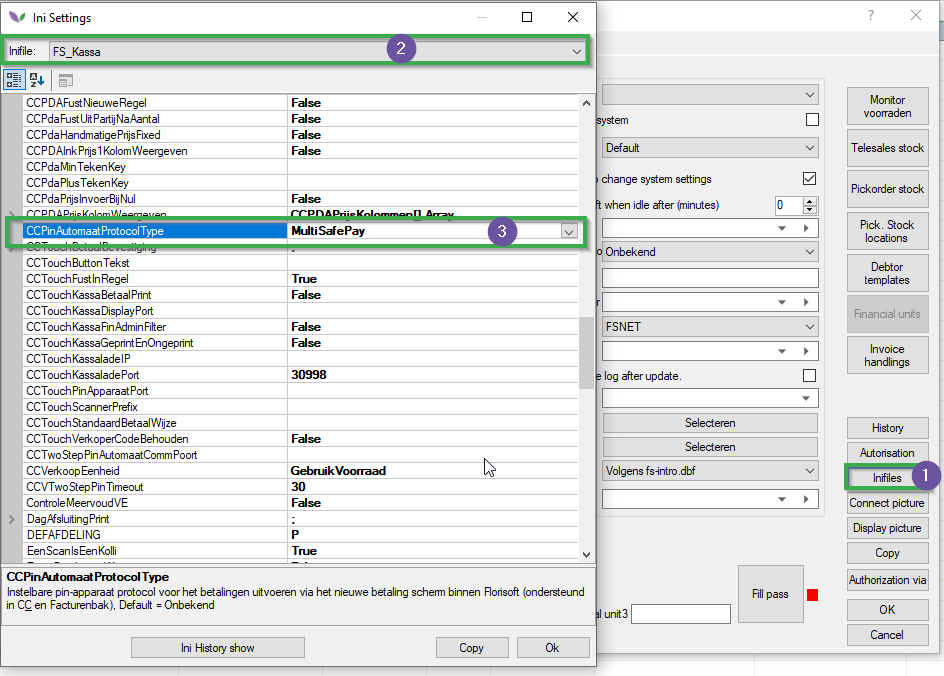 Ini Settings
Inifile: FS_Kassa
2
CCPDAFustNieuweRegel False
CCPdaFustUitPartijNaAantal False
CCPdaHandmatigePrijsFixed False
CCPDAInkPrijs1KolomWeergeven False
CCPdaMinTekenKey
CCPdaPlusTekenKey
CCPdaPrijsInvoerBijNul False
CCPDAPrijsKolomWeergeven CCPDAPrijsKolommen[] Array
CCPinAutomaatProtocolType MultiSafePay
3
CCTouchBetaalBevestiging :
CCTouchButtonTekst
CCTouchFustInRegel True
CCTouchKassaBetaalPrint False
CCTouchKassaDisplayPort
CCTouchKassaFinAdminFilter False
CCTouchKassaGeprintEnOngeprint False
CCTouchKassaladeIP
CCTouchKassaladePort 30998
CCTouchPinApparaatPort
CCTouchScannerPrefix
CCTouchStandaardBetaalWijze
CCTouchVerkoperCodeBehouden False
CCTwoStepPinAutomaatCommPoort
CCVerkoopEenheid GebruikVoorraad
CCVTwoStepPinTimeout 30
ControleMeervoudVE False
DagAfsluitingPrint :
DEFAFDELING P
EenScanIsEenKolli True
CCPinAutomaatProtocolType
Instelbare pin-apparaat protocol voor het betalingen uitvoeren via het nieuwe betaling scherm binnen Florisoft (ondersteund
in CC en Facturenbak), Default = Onbekend
Ini History show
Copy
Ok
?
system
Default
change system settings
when idle after (minutes) 0
Onbekend
FSNET
log after update.
Selecteren
Selecteren
Volgens fs-intro.dbf
unit3
Fill pass
Monitor
voorraden
Telesales stock
Pickorder stock
Pick. Stock
locations
Debtor
templates
Financial units
Invoice
handlings
History
Autorisation
Inifiles
1
Connect picture
Display picture
Copy
Authorization via
OK
Cancel